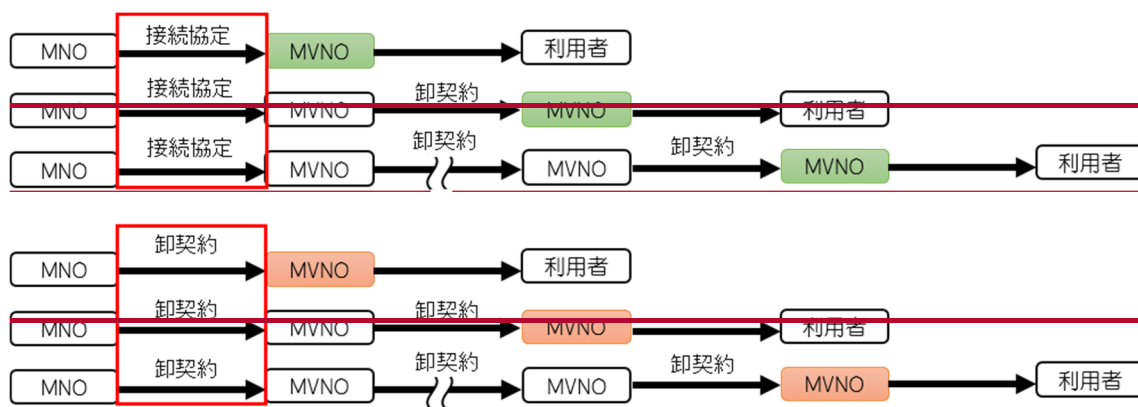 MNO 接続協定 MVNO 利用者
MNO 接続協定 MVNO 卸契約 MVNO 利用者
MNO 接続協定 MVNO 卸契約 MVNO 卸契約 MVNO 利用者
MNO 卸契約 MVNO 利用者
MNO 卸契約 MVNO 卸契約 MVNO 利用者
MNO 卸契約 MVNO 卸契約 MVNO 卸契約 MVNO 利用者